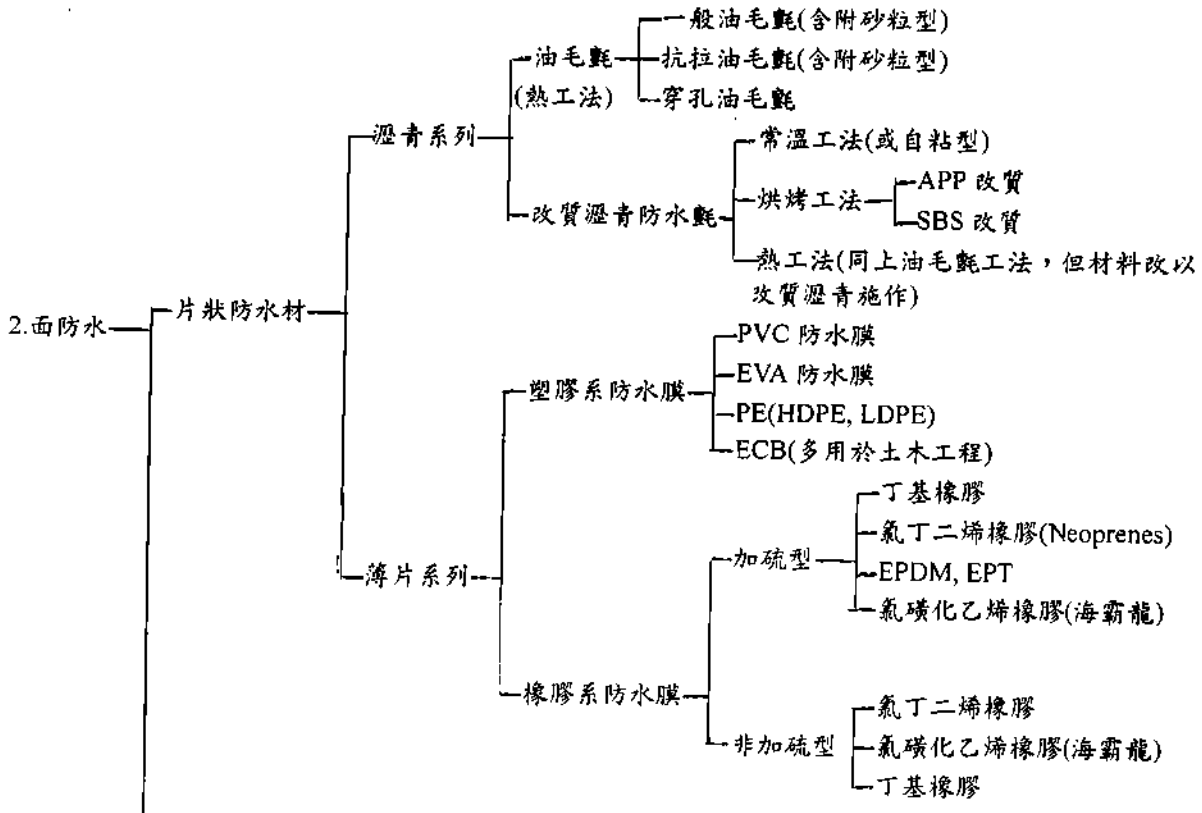 一般油毛氈(含附砂粒型)
油毛氈
抗拉油毛氈(含附砂粒型)
(熱工法)
穿孔油毛氈
瀝青系列
常溫工法(或自粘型)
APP 改質
烘烤工法
改質瀝青防水氈
SBS 改質
熱工法(同上油毛氈工法，但材料改以
改質瀝青施作)
片狀防水材
2.面防水
PVC 防水膜
EVA 防水膜
塑膠系防水膜
PE(HDPE, LDPE)
ECB(多用於土木工程)
丁基橡膠
氯丁二烯橡膠(Neoprenes)
加硫型
薄片系列
EPDM, EPT
氯磺化乙烯橡膠(海霸龍)
橡膠系防水膜
氯丁二烯橡膠
非加硫型
氯磺化乙烯橡膠(海霸龍)
丁基橡膠